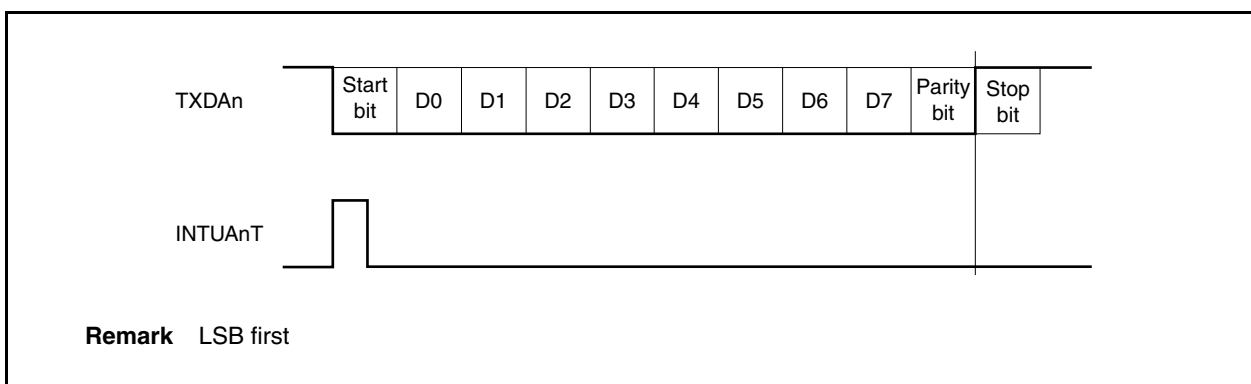 TXDAn
Start bit
D0
D1
D2
D3
D4
D5
D6
D7
Parity bit
Stop bit
INTUAnT
Remark LSB first